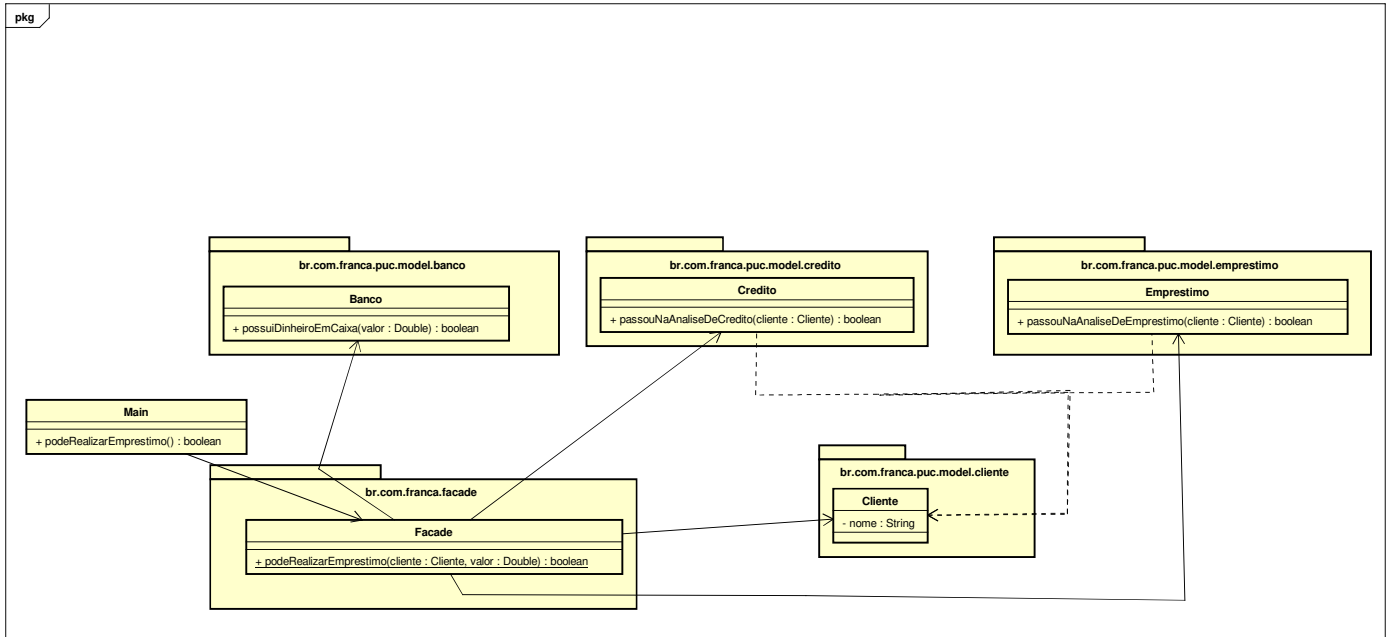 pkg
br.com.franca.puc.model.banco
Banco
+ possuiDinheiroEmCaixa(valor : Double) : boolean
br.com.franca.puc.model.credito
Credito
+ passouNaAnaliseDeCredito(cliente : Cliente) : boolean
br.com.franca.puc.model.emprestimo
Emprestimo
+ passouNaAnaliseDeEmprestimo(cliente : Cliente) : boolean
Main
+ podeRealizarEmprestimo() : boolean
br.com.franca.facade
Facade
+ podeRealizarEmprestimo(cliente : Cliente, valor : Double) : boolean
br.com.franca.puc.model.cliente
Cliente
- nome : String